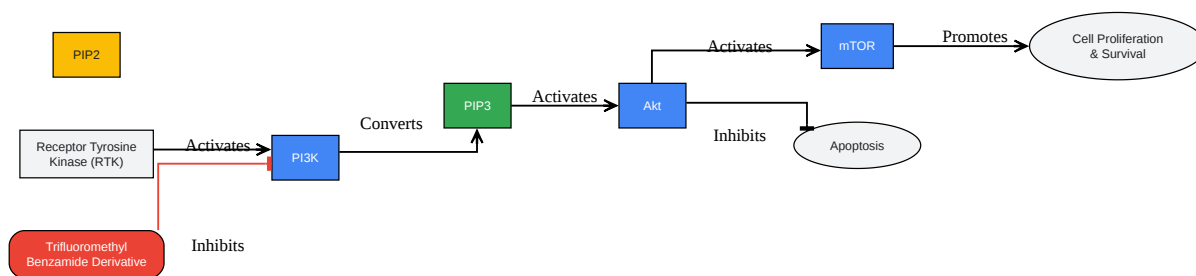 PIP2
Receptor Tyrosine
Kinase (RTK)
Activates
PI3K
Trifluoromethyl
Benzamide Derivative
Inhibits
Converts
PIP3
Activates
Akt
Activates
mTOR
Promotes
Cell Proliferation
& Survival
Inhibits
Apoptosis